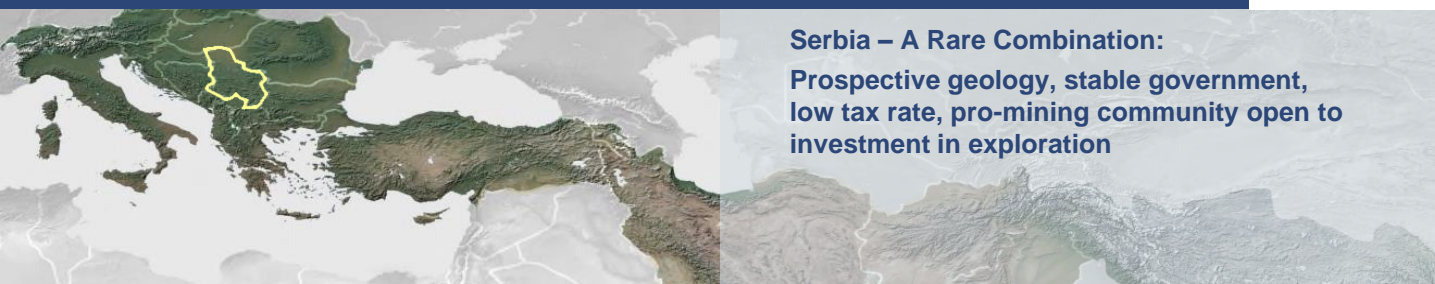 Serbia – A Rare Combination:
Prospective geology, stable government,
low tax rate, pro-mining community open to
investment in exploration